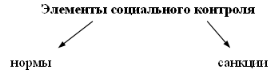 Элементы социального контроля
нормы
санкции